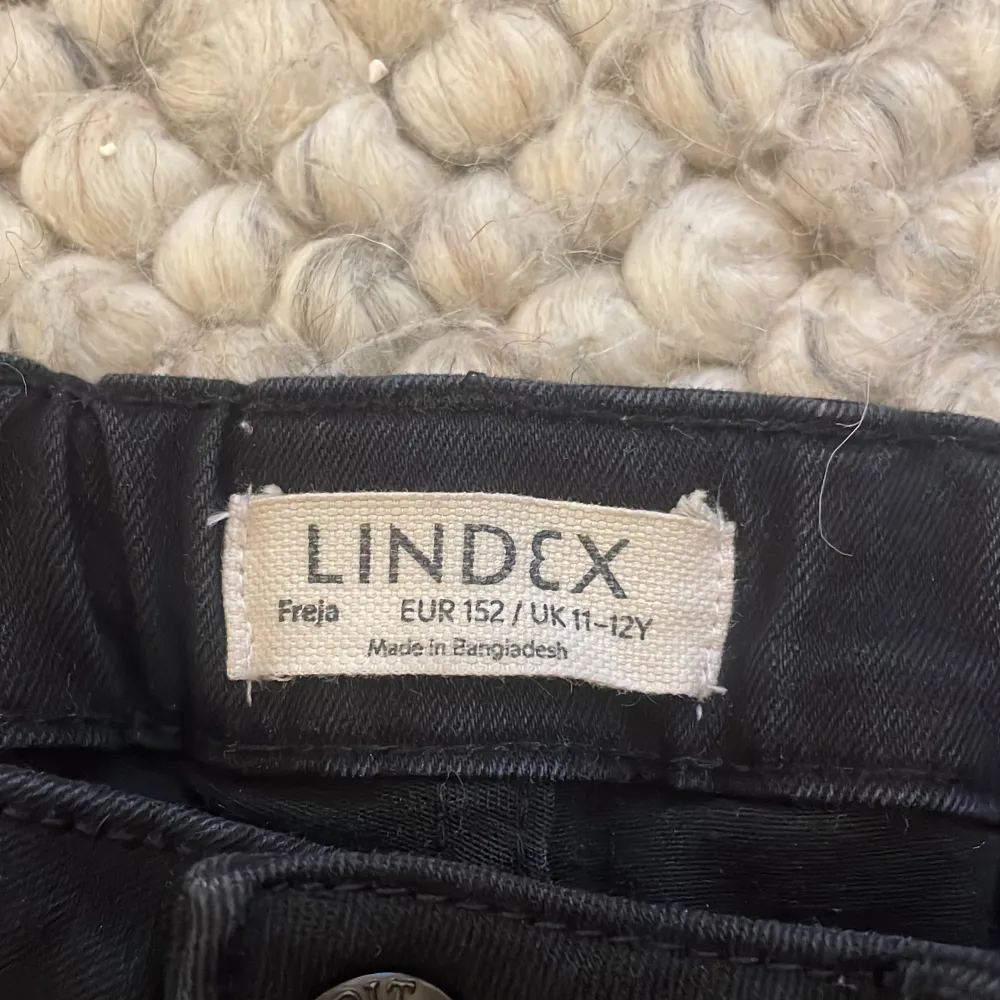 LINDEX
Freja EUR 152 / UK 11–12Y
Made in Bangladesh